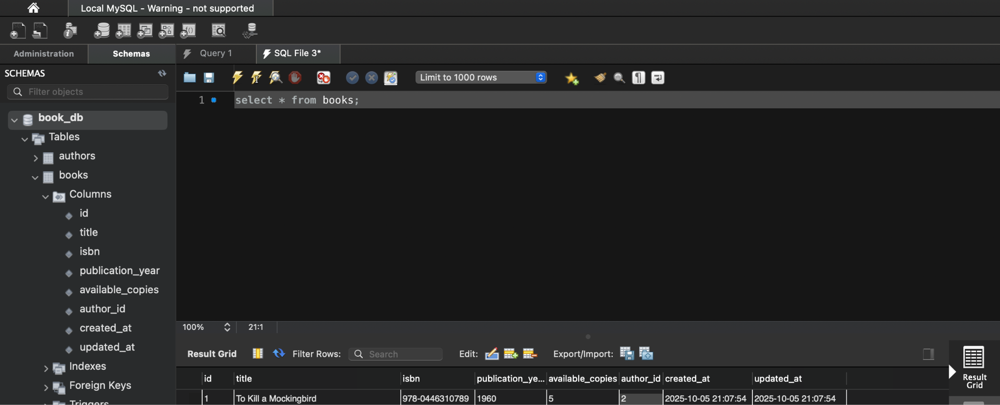 Local MySQL - Warning - not supported
Administration
Schemas
Query 1
SQL File 3*
SCHEMAS
Filter objects
Limit to 1000 rows
1
select * from books;
book_db
Tables
authors
books
Columns
id
title
isbn
publication_year
available_copies
author_id
created_at
updated_at
Indexes
Foreign Keys
Triggers
100%
21:1
Result Grid
Filter Rows:
Search
Edit:
Export/Import:
Result
Grid
id title isbn publication_ye... available_copies author_id created_at updated_at
1 To Kill a Mockingbird 978-0446310789 1960 5 2 2025-10-05 21:07:54 2025-10-05 21:07:54